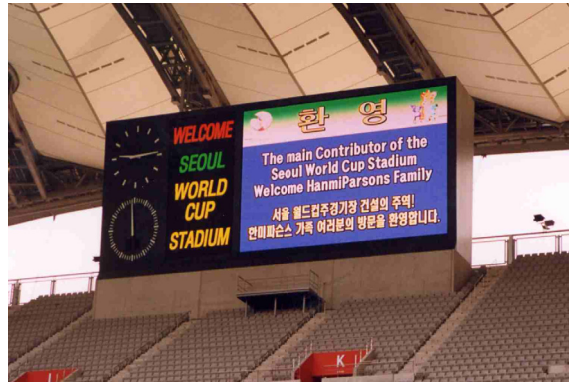 WELCOME
SEOUL
WORLD
CUP
STADIUM
환 영
The main Contributor of the
Seoul World Cup Stadium
Welcome HanmiParsons Family
서울 월드컵주경기장 건설의 주역!
한미파슨스 가족 여러분의 방문을 환영합니다.
K